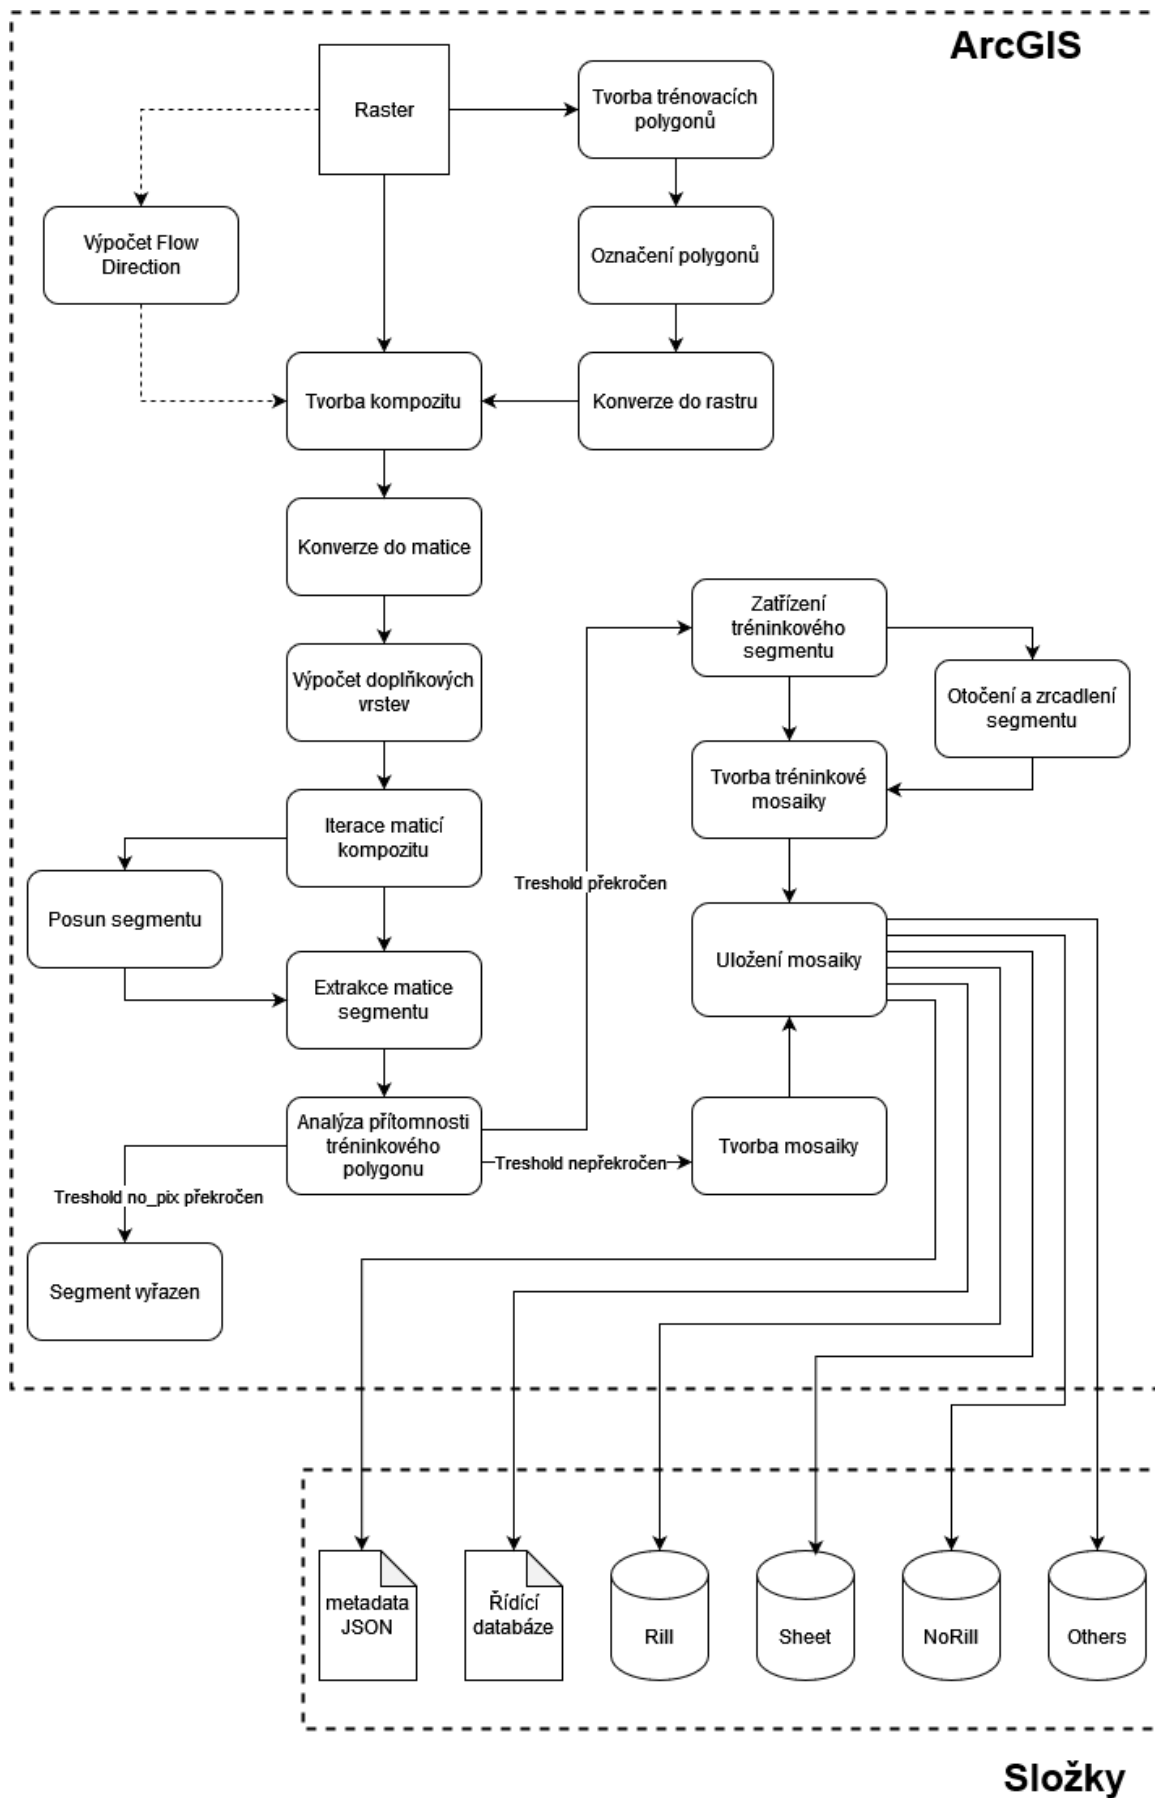 ArcGIS
Raster
Tvorba trénovacích
polygonů
Výpočet Flow
Direction
Označení polygonů
Tvorba kompozitu
Konverze do rastru
Konverze do matice
Výpočet doplňkových
vrstev
Zatřízení
tréninkového
segmentu
Otočení a zrcadlení
segmentu
Tvorba tréninkové
mosaiky
Iterace maticí
kompozitu
Treshold překročen
Posun segmentu
Uložení mosaiky
Extrakce matice
segmentu
Analýza přítomnosti
tréninkového
polygonu
Treshold nepřekročen
Tvorba mosaiky
Treshold no_pix překročen
Segment vyřazen
metadata
JSON
Řídící
databáze
Rill
Sheet
NoRill
Others
Složky